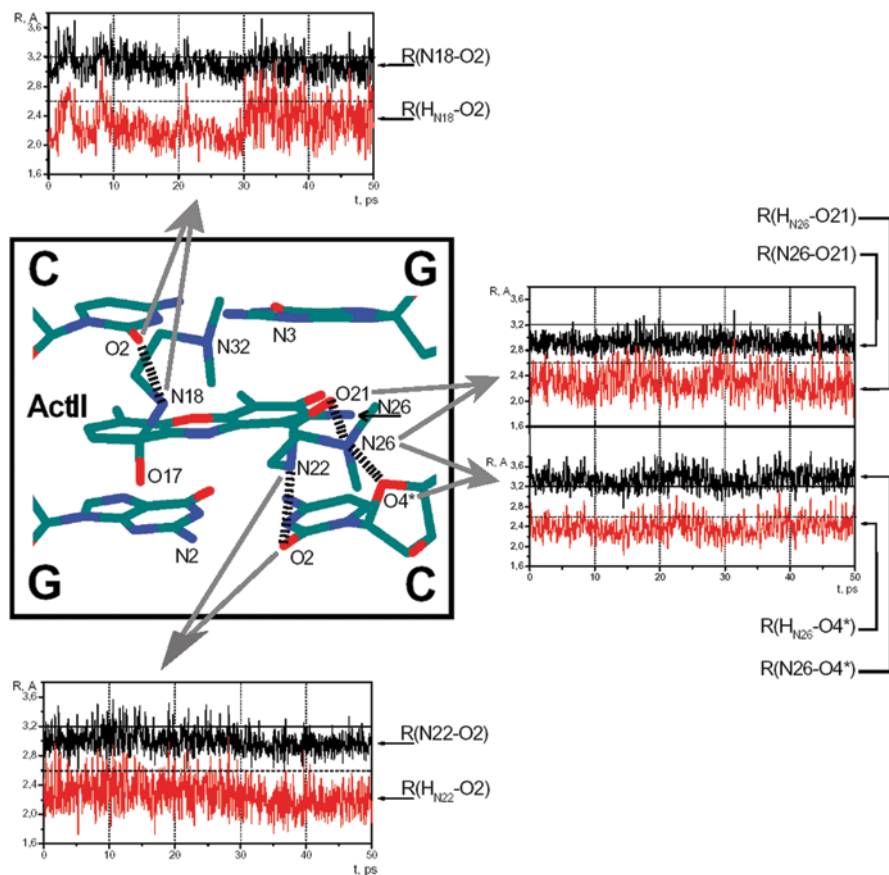 R, A
3,6
3,2
2,8
2,4
2,0
1,6
0 10 20 30 40 50
t, ps
R(N18-O2)
R(H_N18-O2)
R(H_N26-O21)
R(N26-O21)
C G
O2 N32 N3
N18 O21
ActII N26
N26
N22
O17 O4*
N2 O2
G C
R, A
3,6
3,2
2,8
2,4
2,0
1,6
R, A
3,6
3,2
2,8
2,4
2,0
1,6
0 10 20 30 40 50
t, ps
R(H_N26-O4*)
R(N26-O4*)
R, A
3,6
3,2
2,8
2,4
2,0
1,6
0 10 20 30 40 50
t, ps
R(N22-O2)
R(H_N22-O2)